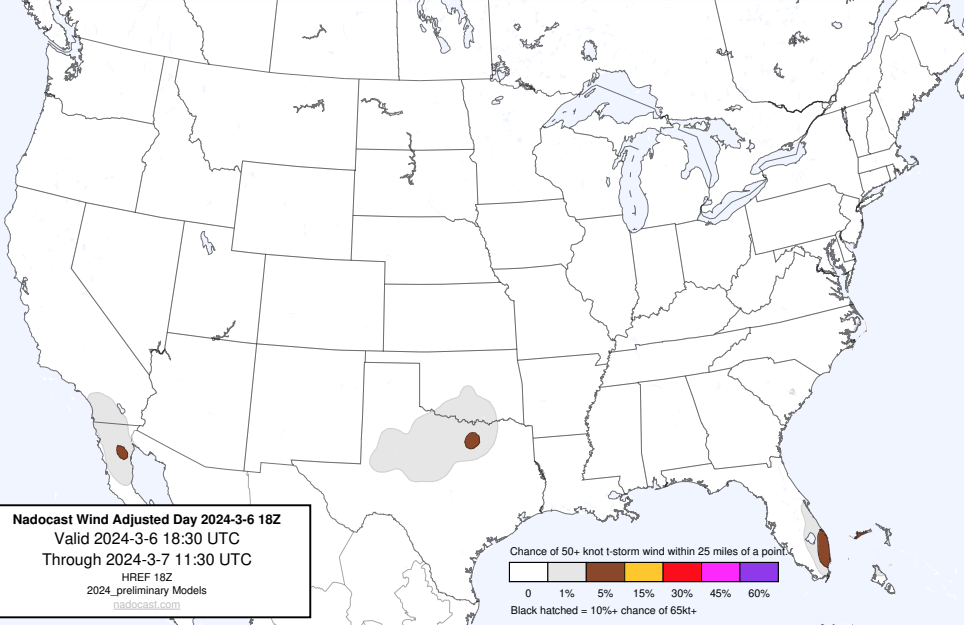 Nadocast Wind Adjusted Day 2024-3-6 18Z
Valid 2024-3-6 18:30 UTC
Through 2024-3-7 11:30 UTC
HREF 18Z
2024_preliminary Models
nadocast.com
Chance of 50+ knot t-storm wind within 25 miles of a point.
0 1% 5% 15% 30% 45% 60%
Black hatched = 10%+ chance of 65kt+